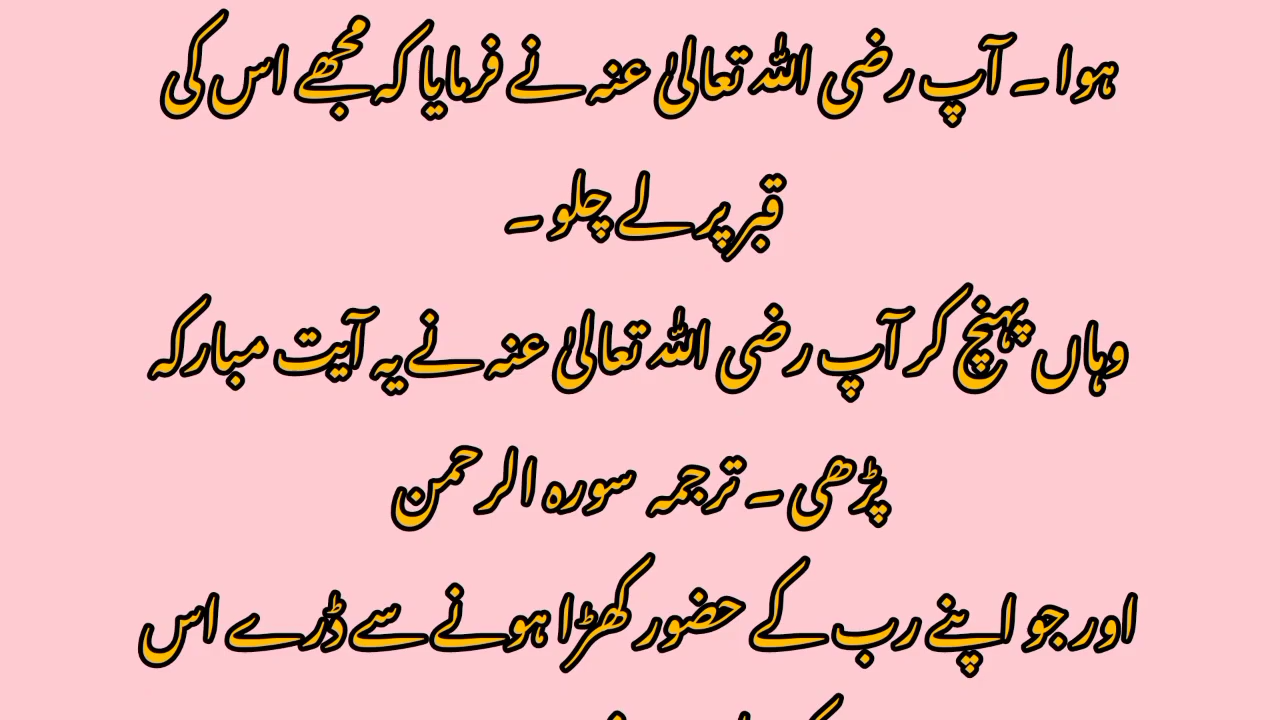 ہوا ۔ آپ رضی اللہ تعالیٰ عنہ نے فرمایا کہ مجھے اس کی
قبر پر لے چلو ۔
وہاں پہنچ کر آپ رضی اللہ تعالیٰ عنہ نے یہ آیت مبارکہ
پڑھی ۔ ترجمہ سورہ الرحمن
اور جو اپنے رب کے حضور کھڑا ہونے سے ڈرے اس